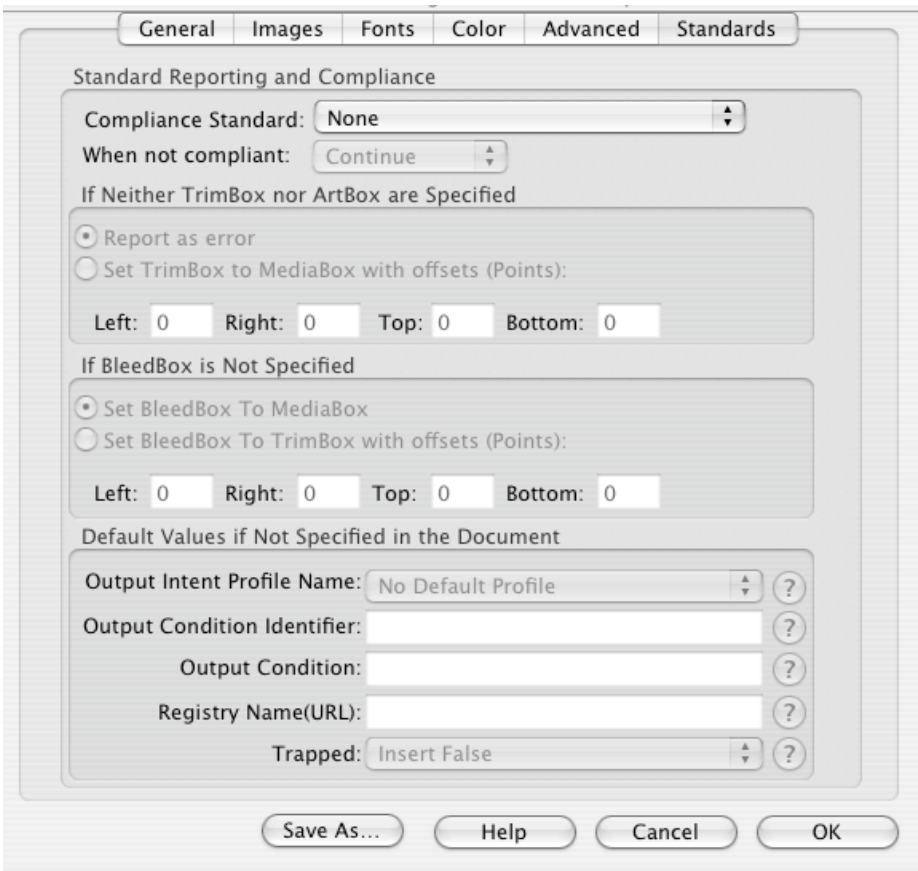 General Images Fonts Color Advanced Standards
Standard Reporting and Compliance
Compliance Standard: None
When not compliant: Continue
If Neither TrimBox nor ArtBox are Specified
Report as error
Set TrimBox to MediaBox with offsets (Points):
Left: 0 Right: 0 Top: 0 Bottom: 0
If BleedBox is Not Specified
Set BleedBox To MediaBox
Set BleedBox To TrimBox with offsets (Points):
Left: 0 Right: 0 Top: 0 Bottom: 0
Default Values if Not Specified in the Document
Output Intent Profile Name: No Default Profile ?
Output Condition Identifier: ?
Output Condition: ?
Registry Name(URL): ?
Trapped: Insert False ?
Save As... Help Cancel OK